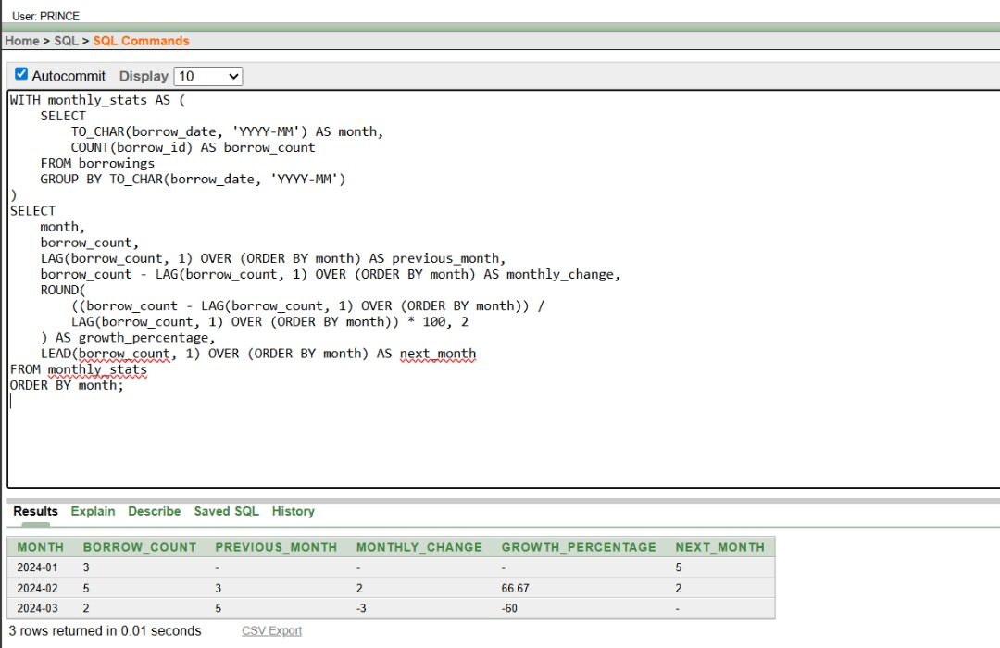 User: PRINCE
Home > SQL > SQL Commands
Autocommit Display 10
WITH monthly_stats AS (
    SELECT
        TO_CHAR(borrow_date, 'YYYY-MM') AS month,
        COUNT(borrow_id) AS borrow_count
    FROM borrowings
    GROUP BY TO_CHAR(borrow_date, 'YYYY-MM')
)
SELECT
    month,
    borrow_count,
    LAG(borrow_count, 1) OVER (ORDER BY month) AS previous_month,
    borrow_count - LAG(borrow_count, 1) OVER (ORDER BY month) AS monthly_change,
    ROUND(
        ((borrow_count - LAG(borrow_count, 1) OVER (ORDER BY month)) /
        LAG(borrow_count, 1) OVER (ORDER BY month)) * 100, 2
    ) AS growth_percentage,
    LEAD(borrow_count, 1) OVER (ORDER BY month) AS next_month
FROM monthly_stats
ORDER BY month;
Results Explain Describe Saved SQL History
MONTH BORROW_COUNT PREVIOUS_MONTH MONTHLY_CHANGE GROWTH_PERCENTAGE NEXT_MONTH
2024-01 3 - - - 5
2024-02 5 3 2 66.67 2
2024-03 2 5 -3 -60 -
3 rows returned in 0.01 seconds CSV Export